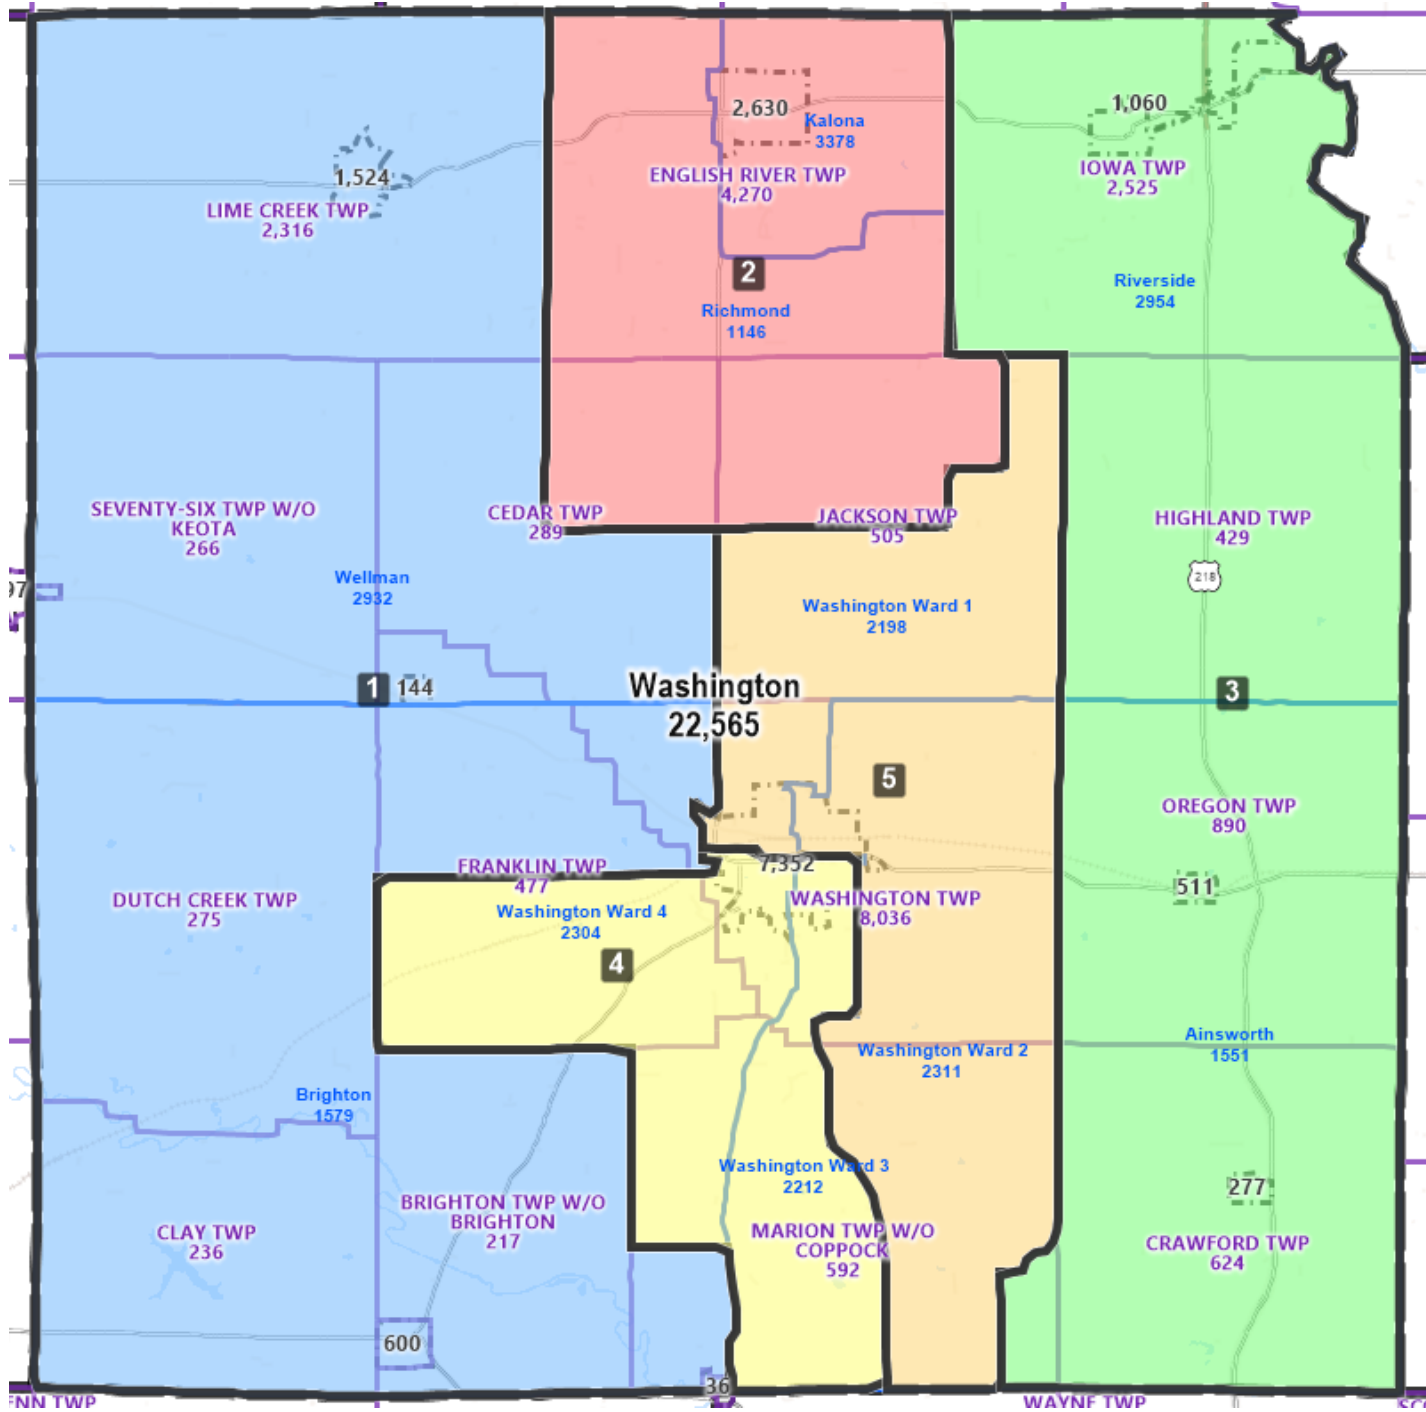 2,630
Kalona
3378
1,060
1,524
ENGLISH RIVER TWP
4,270
IOWA TWP
2,525
LIME CREEK TWP
2,316
2
Riverside
2954
Richmond
1146
SEVENTY-SIX TWP W/O
KEOTA
266
CEDAR TWP
289
JACKSON TWP
505
HIGHLAND TWP
429
218
97
Wellman
2932
Washington Ward 1
2198
1
144
Washington
22,565
3
5
OREGON TWP
890
7,352
FRANKLIN TWP
477
511
DUTCH CREEK TWP
275
Washington Ward 4
2304
WASHINGTON TWP
8,036
4
Ainsworth
1551
Washington Ward 2
2311
Brighton
1579
Washington Ward 3
2212
277
BRIGHTON TWP W/O
BRIGHTON
217
CLAY TWP
236
MARION TWP W/O
COPPOCK
592
CRAWFORD TWP
624
600
36
ENN TWP
WAYNE TWP
SC